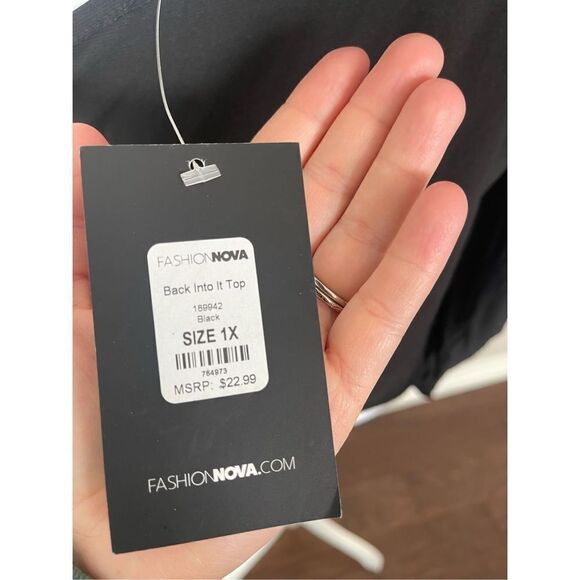 FASHIONNOVA
Back Into It Top
189942
Black
SIZE 1X
764973
MSRP: $22.99
FASHIONNOVA.COM